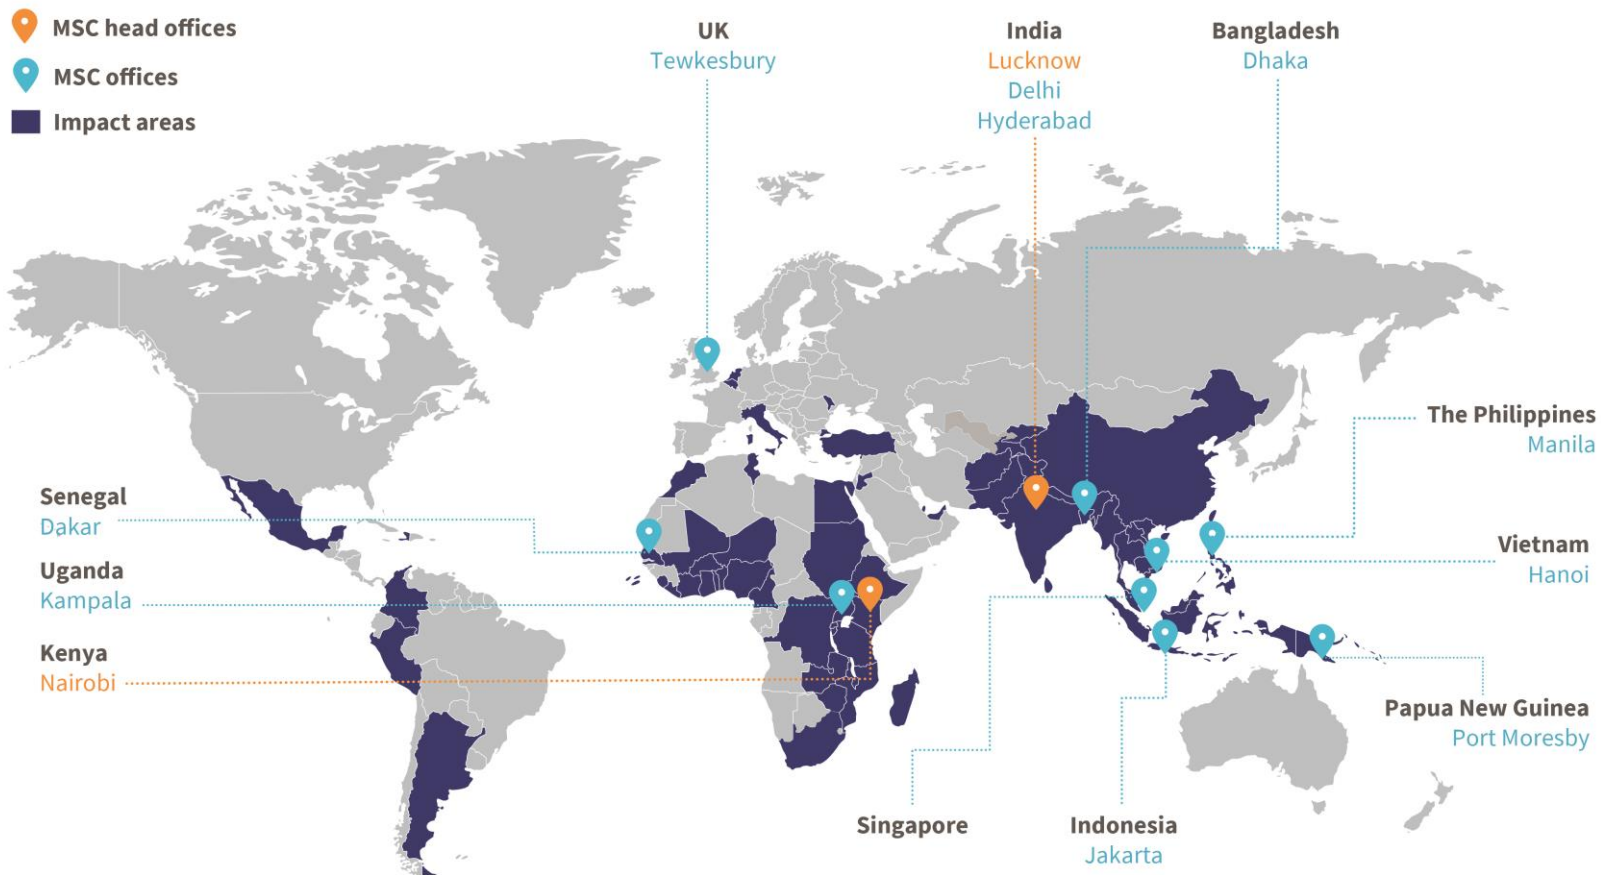 MSC head offices
MSC offices
Impact areas
UK
Tewkesbury
India
Lucknow
Delhi
Hyderabad
Bangladesh
Dhaka
The Philippines
Manila
Senegal
Dakar
Vietnam
Hanoi
Uganda
Kampala
Kenya
Nairobi
Papua New Guinea
Port Moresby
Singapore
Indonesia
Jakarta